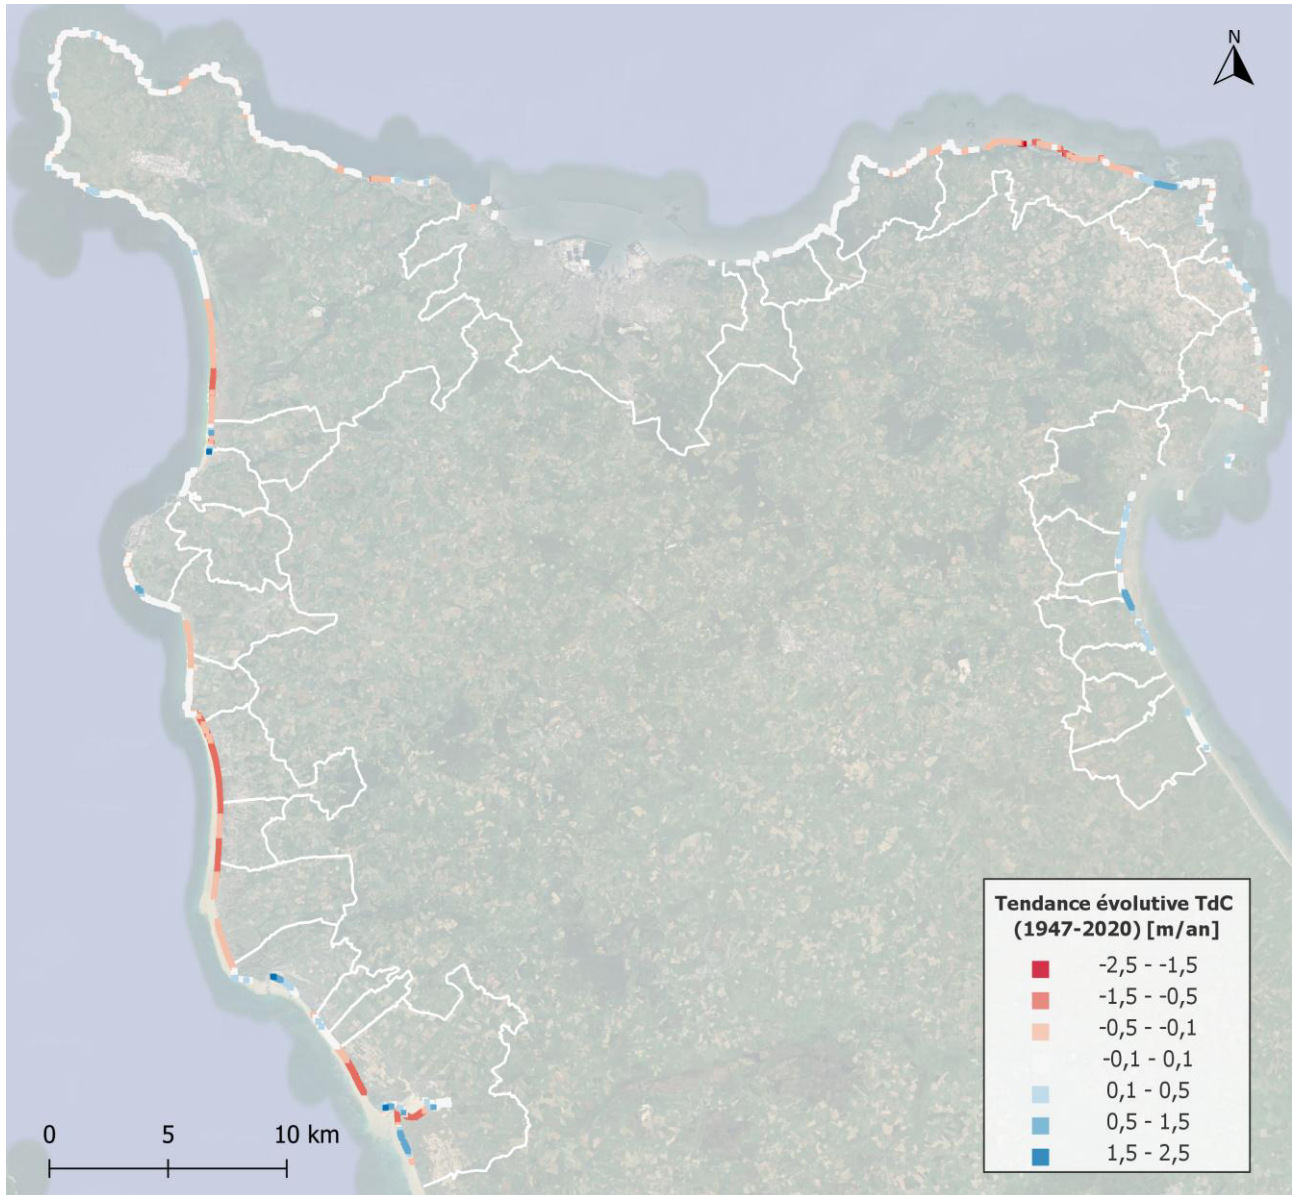 N
Tendance évolutive TdC
(1947-2020) [m/an]
-2,5 - -1,5
-1,5 - -0,5
-0,5 - -0,1
-0,1 - 0,1
0,1 - 0,5
0,5 - 1,5
1,5 - 2,5
0 5 10 km